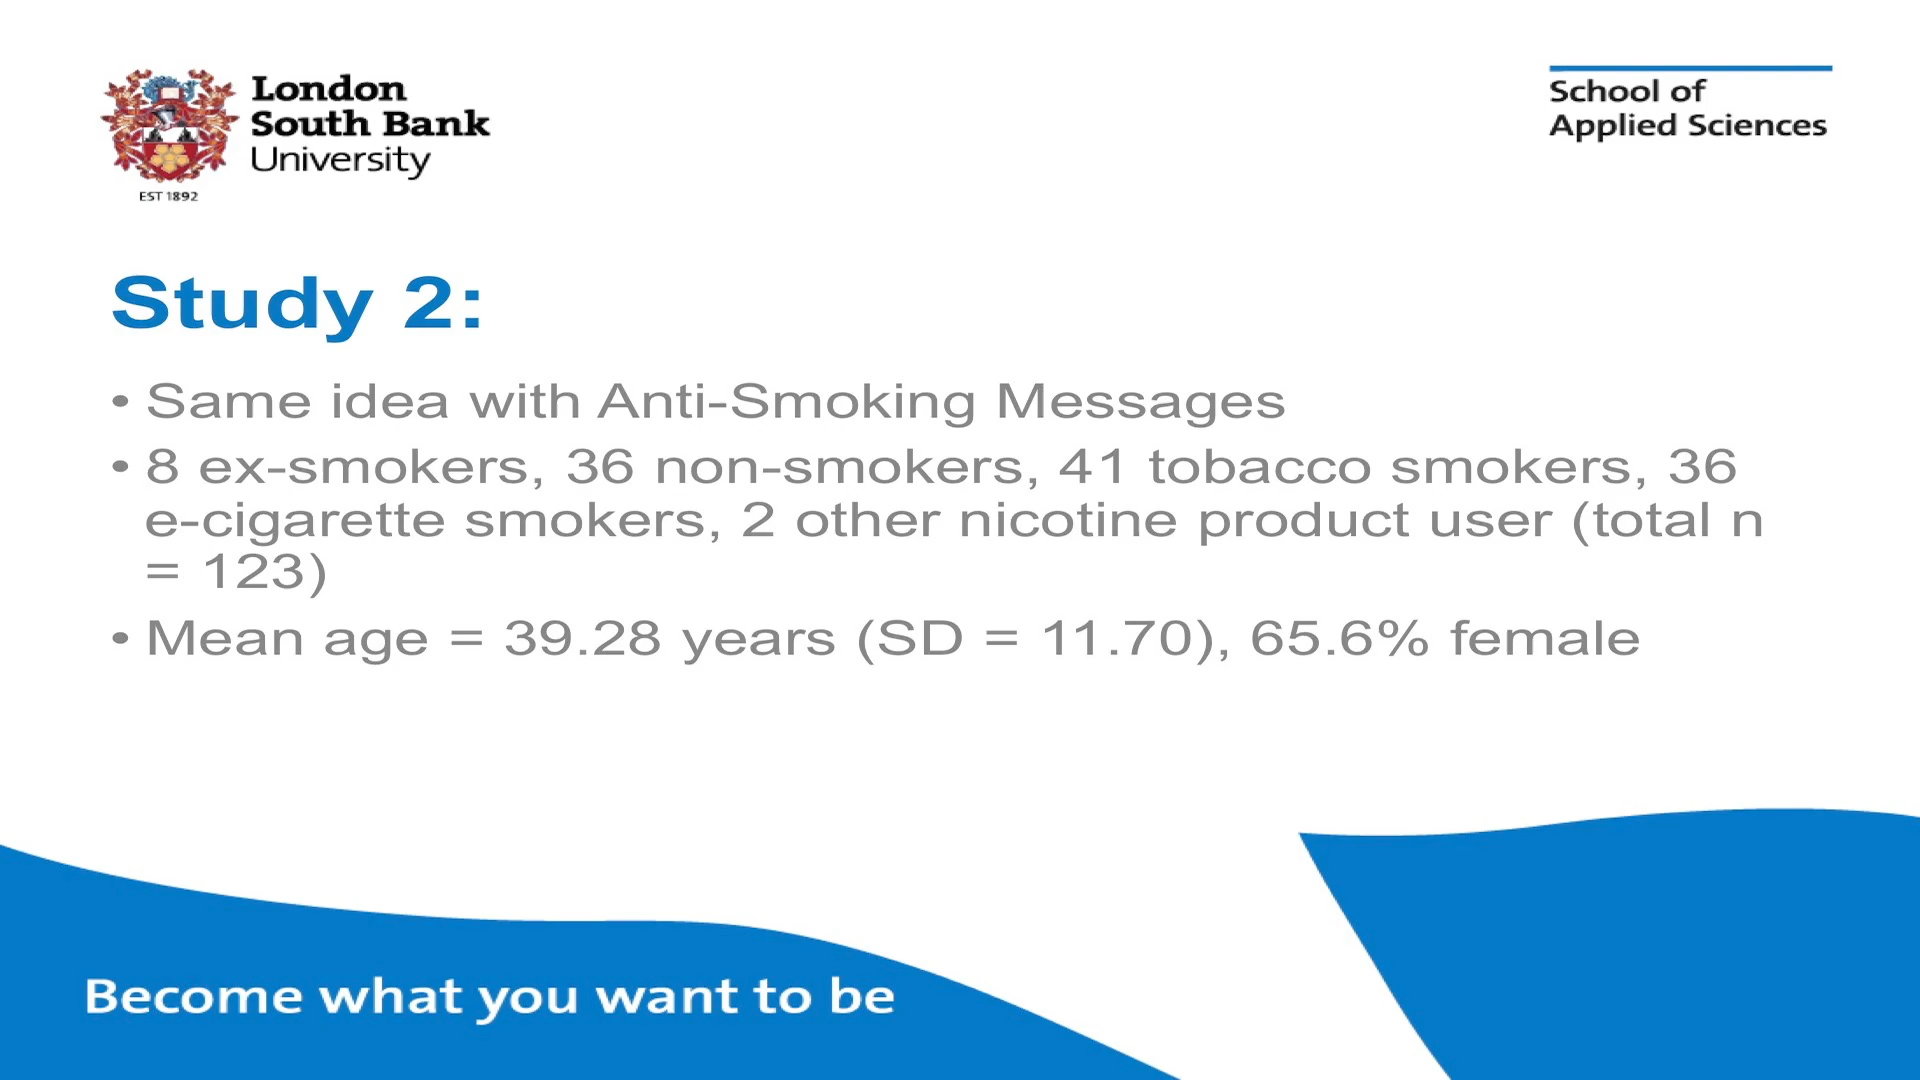 London
South Bank
University
EST 1892
School of
Applied Sciences
Study 2:
• Same idea with Anti-Smoking Messages
• 8 ex-smokers, 36 non-smokers, 41 tobacco smokers, 36
e-cigarette smokers, 2 other nicotine product user (total n
= 123)
• Mean age = 39.28 years (SD = 11.70), 65.6% female
Become what you want to be